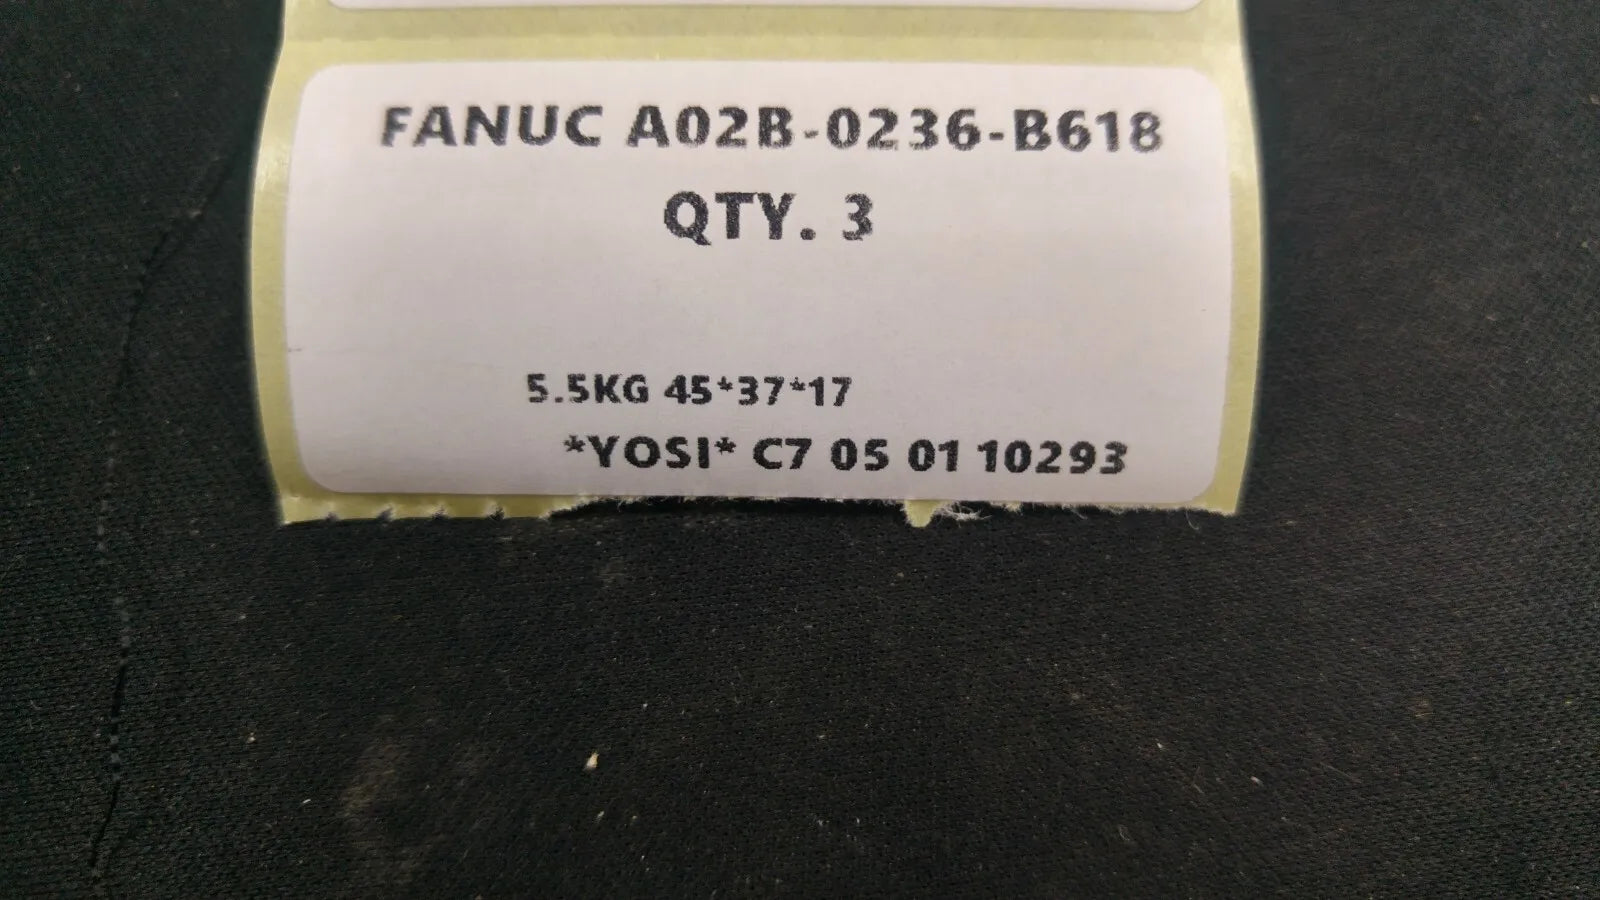 FANUC A02B-0236-B618
QTY. 3
5.5KG 45*37*17
*YOSI* C7 05 01 10293